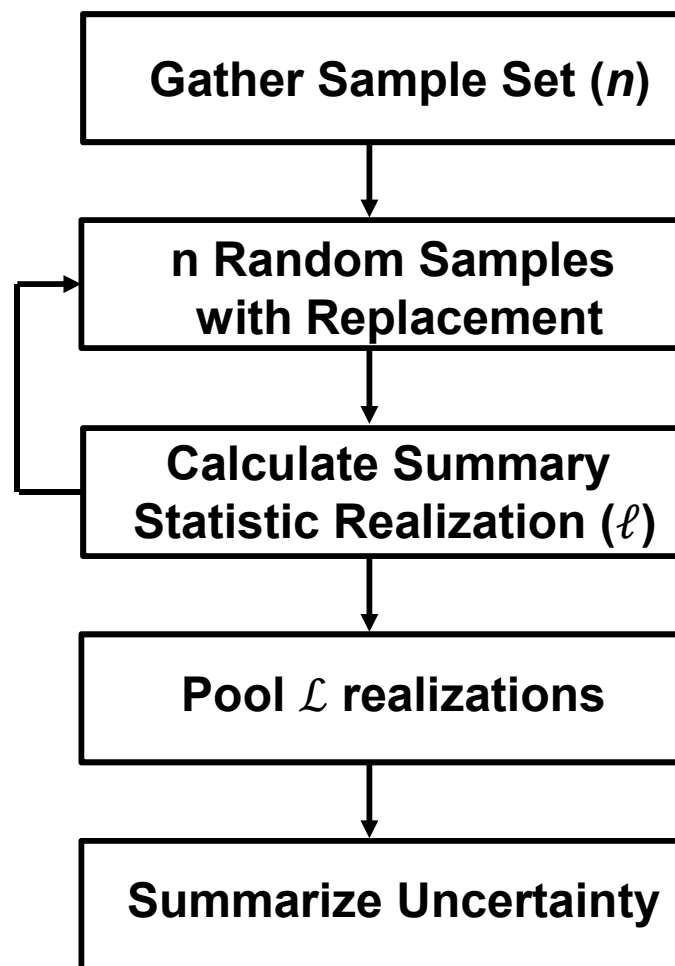 Gather Sample Set (n)
n Random Samples
with Replacement
Calculate Summary
Statistic Realization (ℓ)
Pool ℒ realizations
Summarize Uncertainty